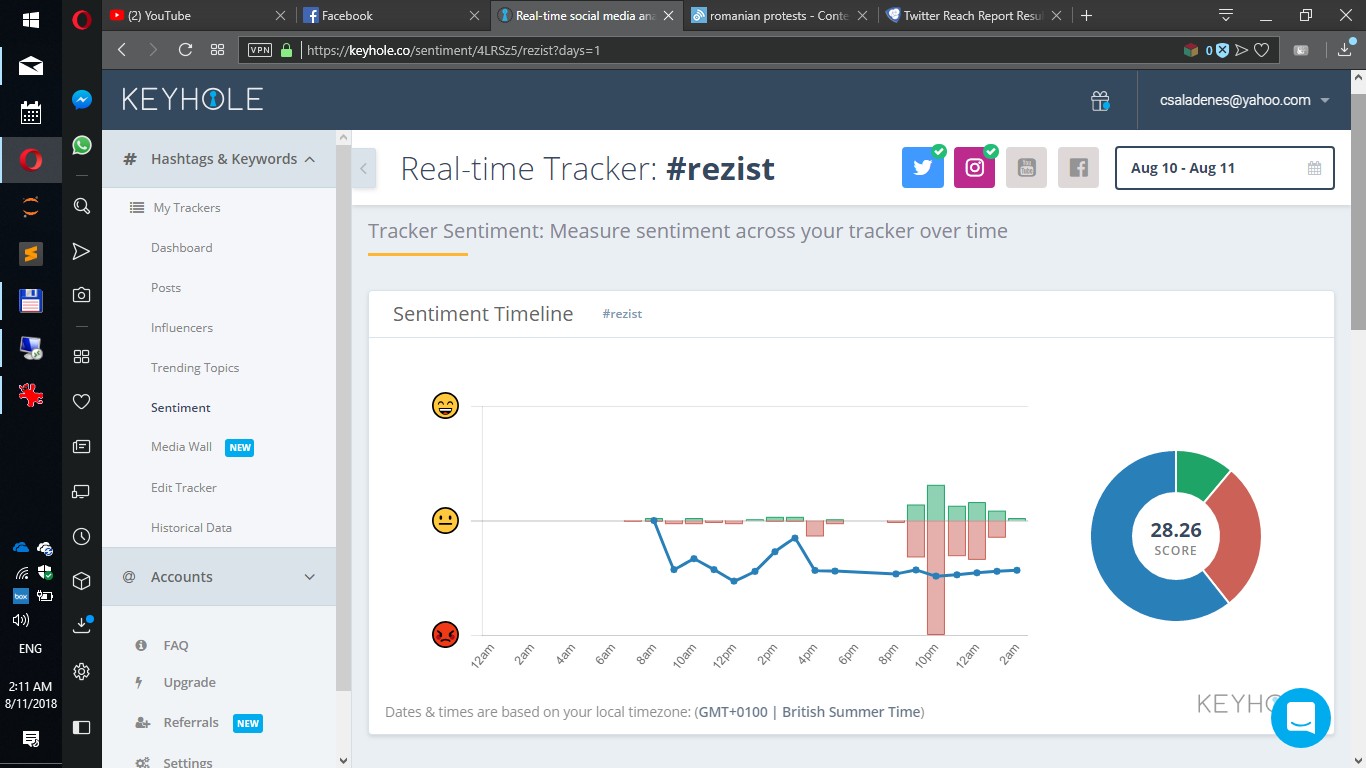 (2) YouTube
Facebook
Real-time social media ana
romanian protests - Conte
Twitter Reach Report Resu
VPN
https://keyhole.co/sentiment/4LRSz5/rezist?days=1
0
KEYHOLE
csaladenes@yahoo.com
# Hashtags & Keywords
My Trackers
Dashboard
Posts
Influencers
Trending Topics
Sentiment
Media Wall NEW
Edit Tracker
Historical Data
@ Accounts
FAQ
Upgrade
Referrals NEW
Settings
Real-time Tracker: #rezist
You Tube
Aug 10 - Aug 11
Tracker Sentiment: Measure sentiment across your tracker over time
Sentiment Timeline #rezist
12am 2am 4am 6am 8am 10am 12pm 2pm 4pm 6pm 8pm 10pm 12am 2am
28.26
SCORE
KEYHO
Dates & times are based on your local timezone: (GMT+0100 | British Summer Time)
box
ENG
2:11 AM
8/11/2018